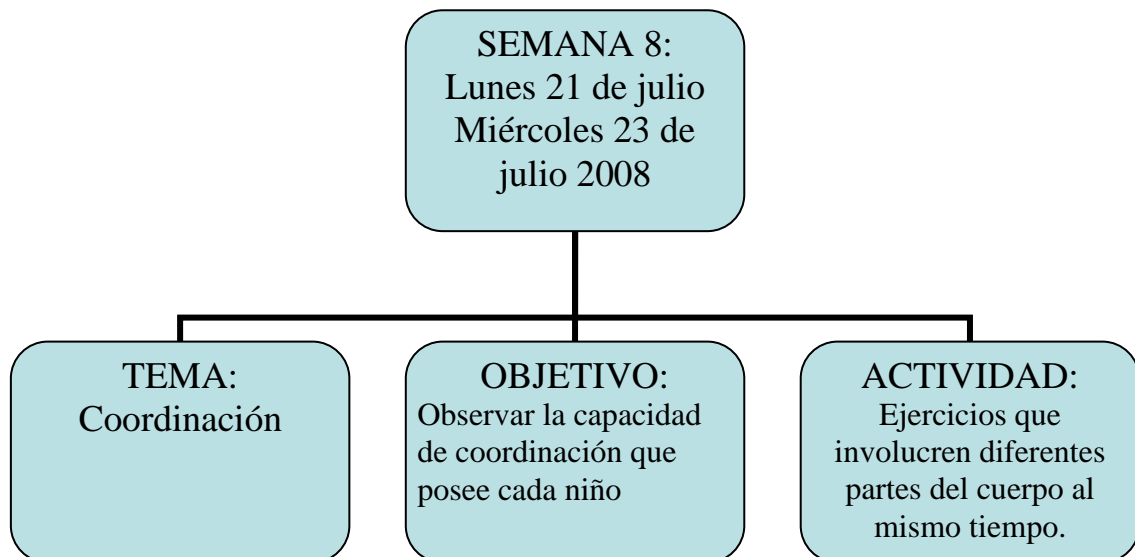 SEMANA 8:
Lunes 21 de julio
Miércoles 23 de
julio 2008
TEMA:
Coordinación
OBJETIVO:
Observar la capacidad
de coordinación que
posee cada niño
ACTIVIDAD:
Ejercicios que
involucren diferentes
partes del cuerpo al
mismo tiempo.